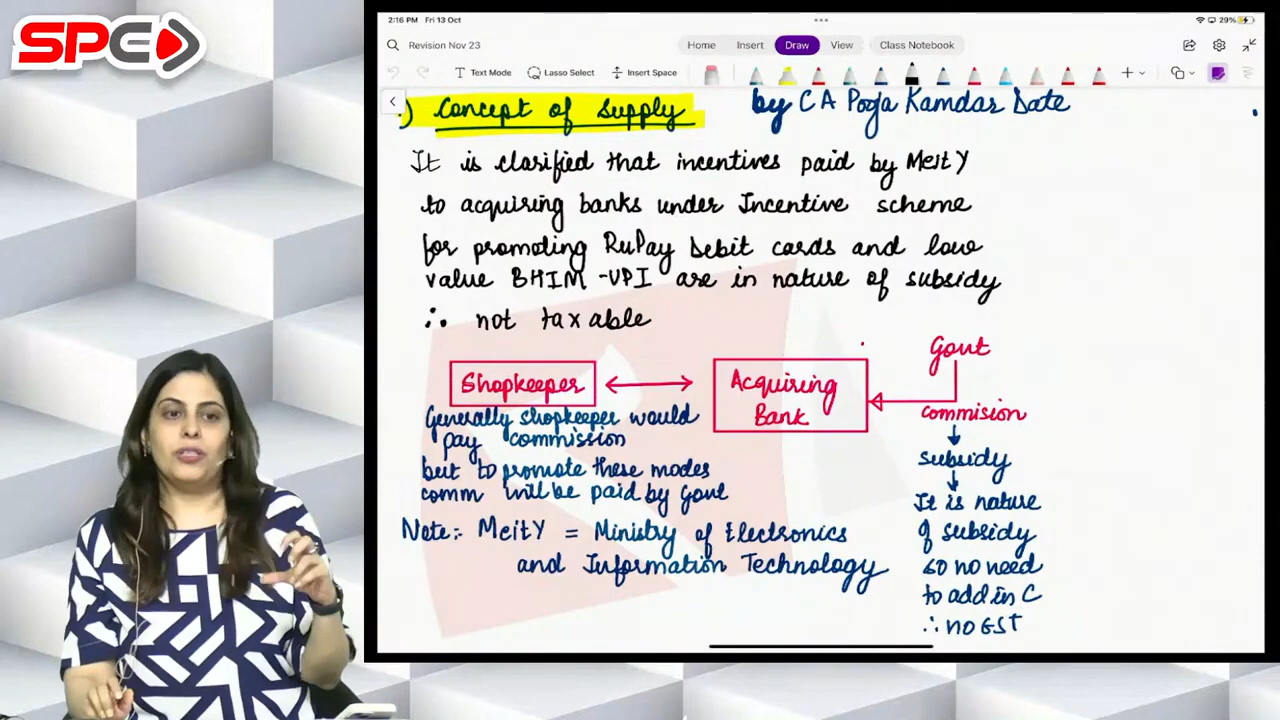 SPC
2:16 PM Fri 13 Oct
29%
Revision Nov 23
Home Insert Draw View Class Notebook
Text Mode Lasso Select Insert Space
.) Concept of Supply by CA Pooja Kamdar Date
It is clarified that incentives paid by MeitY
to acquiring banks under Incentive scheme
for promoting RuPay Debit cards and low
value BHIM -UPI are in nature of subsidy
∴ not taxable
Govt
Shopkeeper
Acquiring
Bank
commision
Generally shopkeeper would
pay commission
but to promote these modes
comm will be paid by Govt
subsidy
It is nature
of subsidy
so no need
to add in C
∴ no GST
Note:- MeitY = Ministry of Electronics
and Information Technology